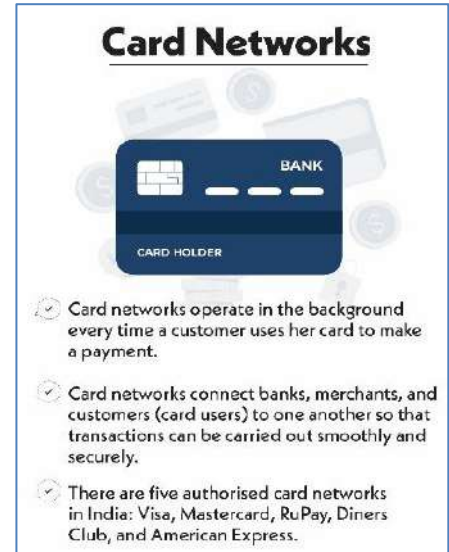 Card Networks
BANK
CARD HOLDER
Card networks operate in the background
every time a customer uses her card to make
a payment.
Card networks connect banks, merchants, and
customers (card users) to one another so that
transactions can be carried out smoothly and
securely.
There are five authorised card networks
in India: Visa, Mastercard, RuPay, Diners
Club, and American Express.